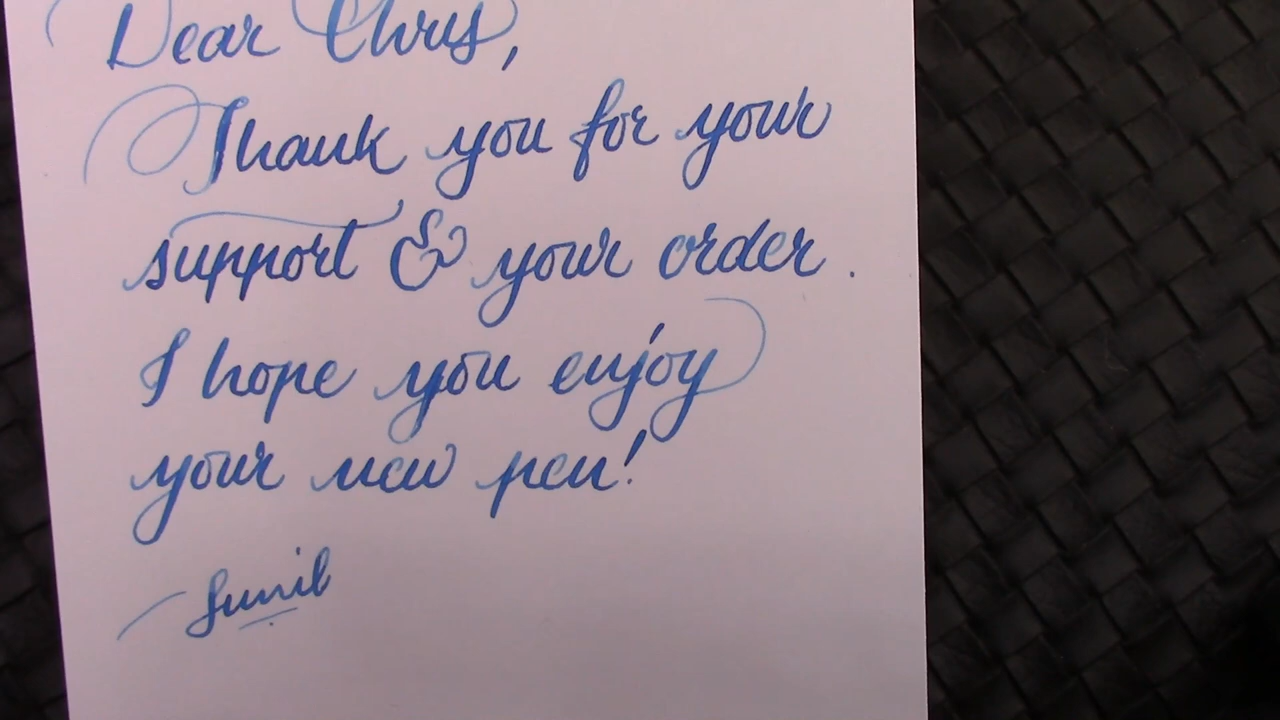 Dear Chris,
Thank you for your
support & your order.
I hope you enjoy
your new pen!
Sunil